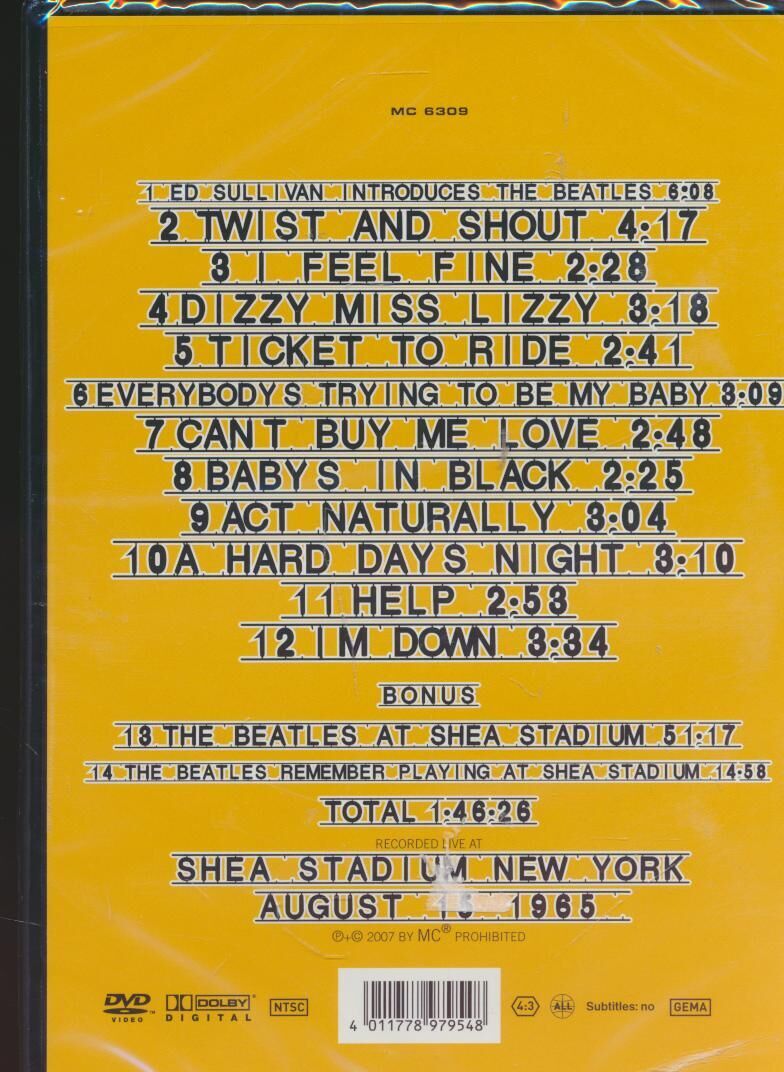 MC 6309
1 ED SULLIVAN INTRODUCES THE BEATLES 6:08
2 TWIST AND SHOUT 4:17
3 I FEEL FINE 2:28
4 DIZZY MISS LIZZY 3:18
5 TICKET TO RIDE 2:41
6 EVERYBODY S TRYING TO BE MY BABY 3:09
7 CAN T BUY ME LOVE 2:48
8 BABY S IN BLACK 2:25
9 ACT NATURALLY 3:04
10 A HARD DAY S NIGHT 3:10
11 HELP 2:53
12 I M DOWN 3:34
BONUS
13 THE BEATLES AT SHEA STADIUM 51:17
14 THE BEATLES REMEMBER PLAYING AT SHEA STADIUM 14:58
TOTAL 1:46:26
RECORDED LIVE AT
SHEA STADIUM NEW YORK
AUGUST 15 1965
℗+© 2007 BY MC® PROHIBITED
DVD VIDEO™ DOLBY® DIGITAL NTSC 4 011778 979548 4:3 ALL Subtitles: no GEMA